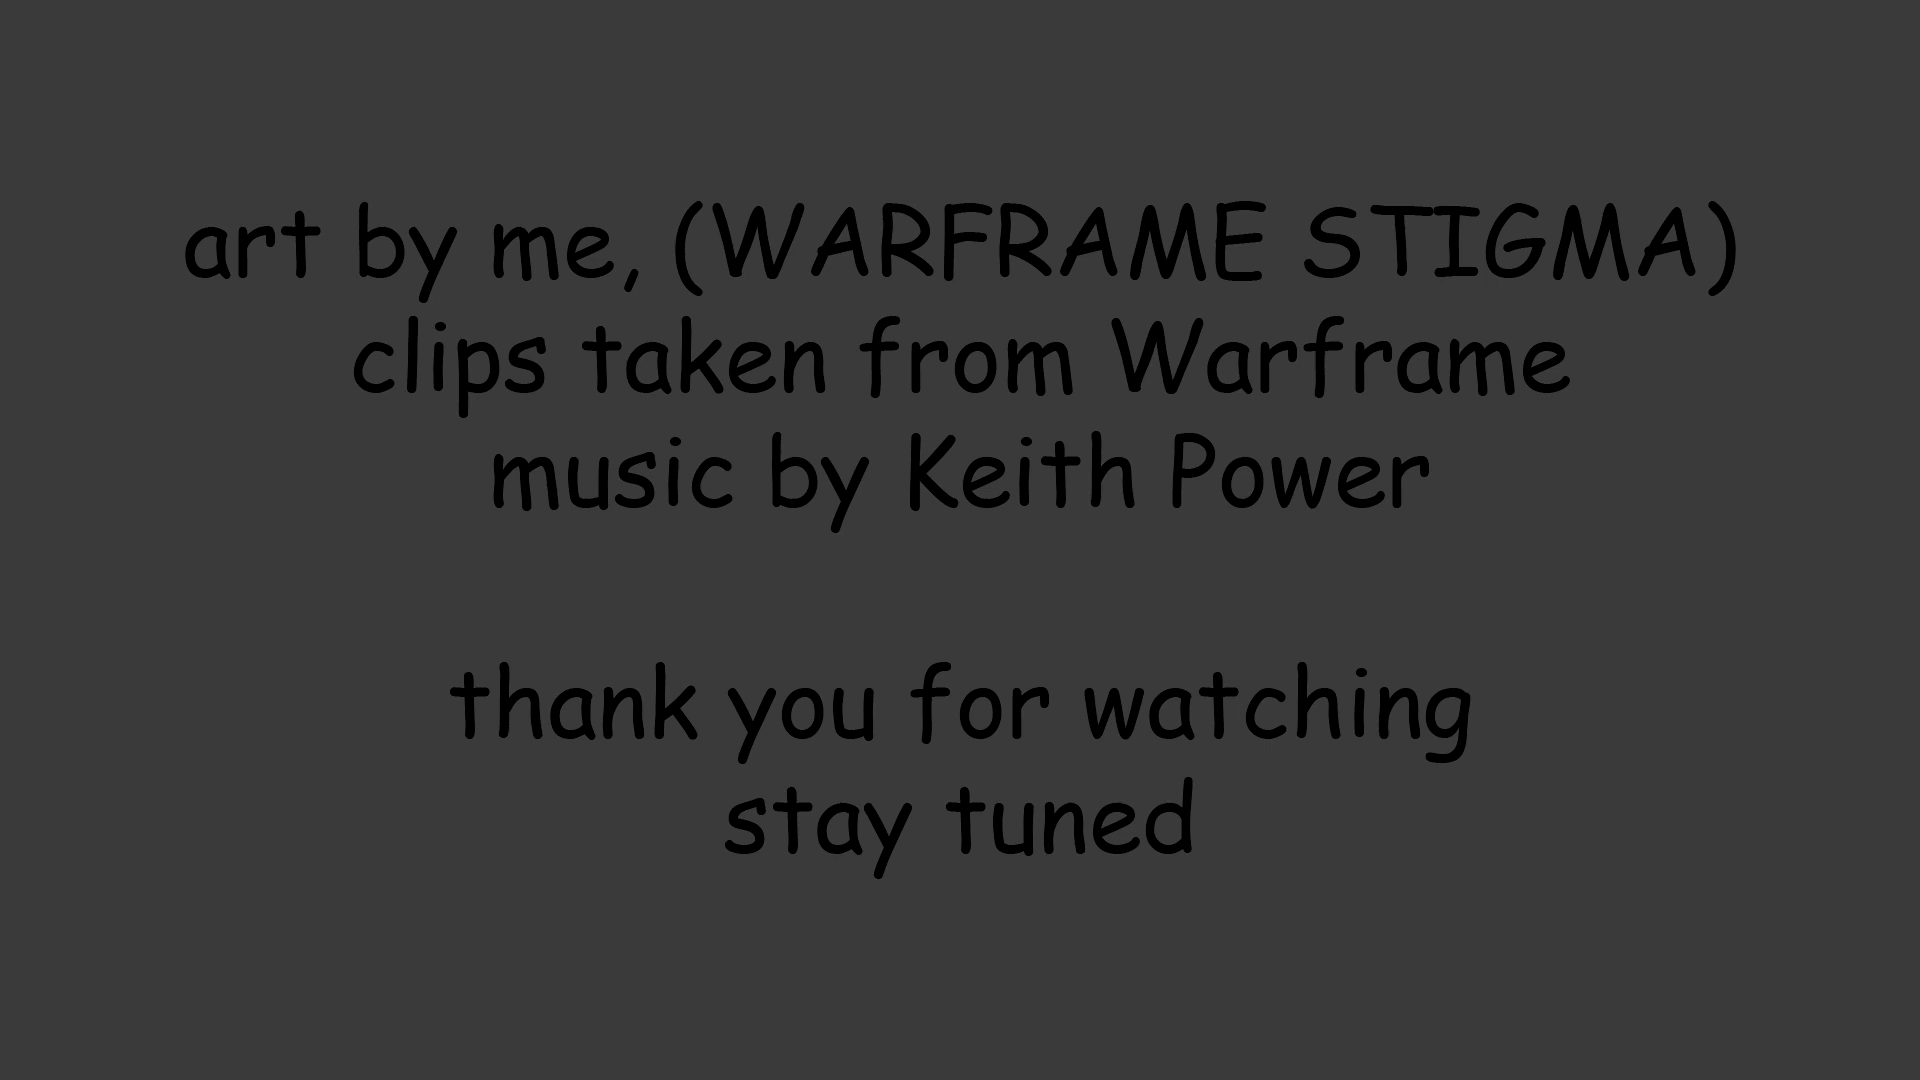 art by me, (WARFRAME STIGMA)
clips taken from Warframe
music by Keith Power
thank you for watching
stay tuned